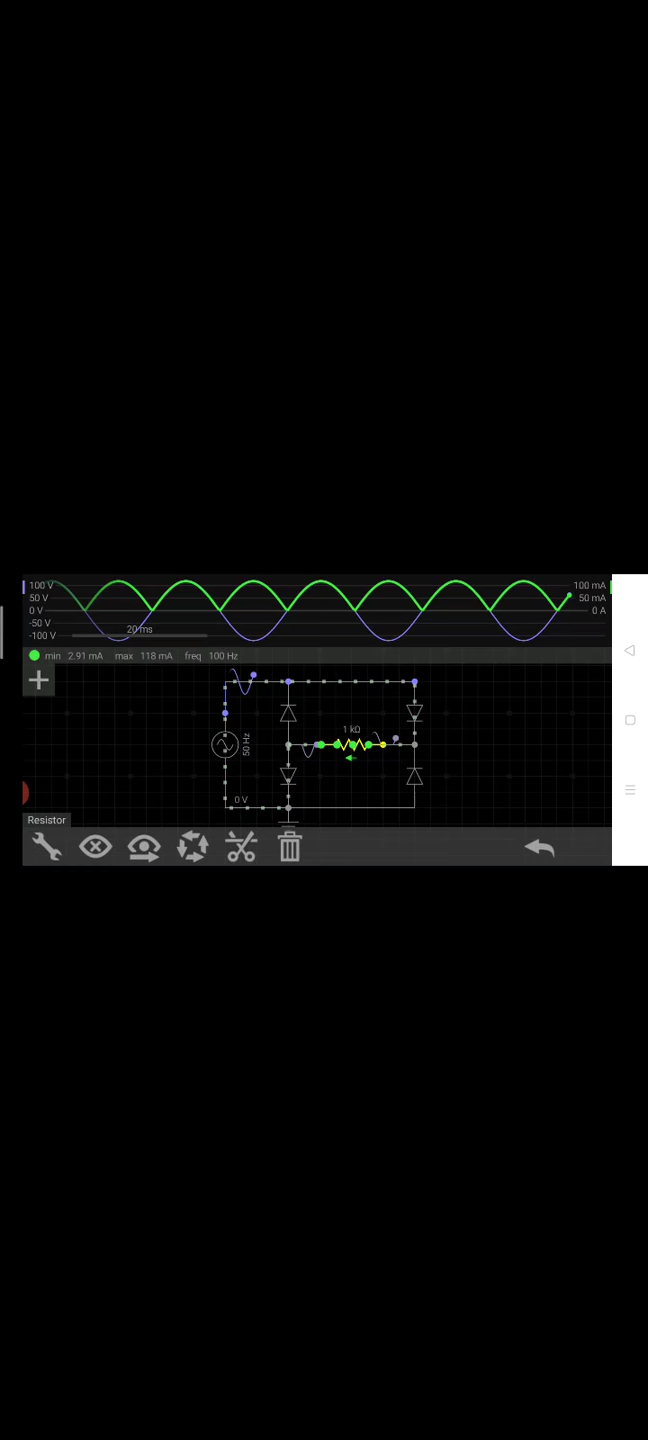 100 V
50 V
0 V
-50 V
-100 V
20 ms
100 mA
50 mA
0 A
min 2.91 mA max 118 mA freq 100 Hz
1 kΩ
50 Hz
0 V
Resistor